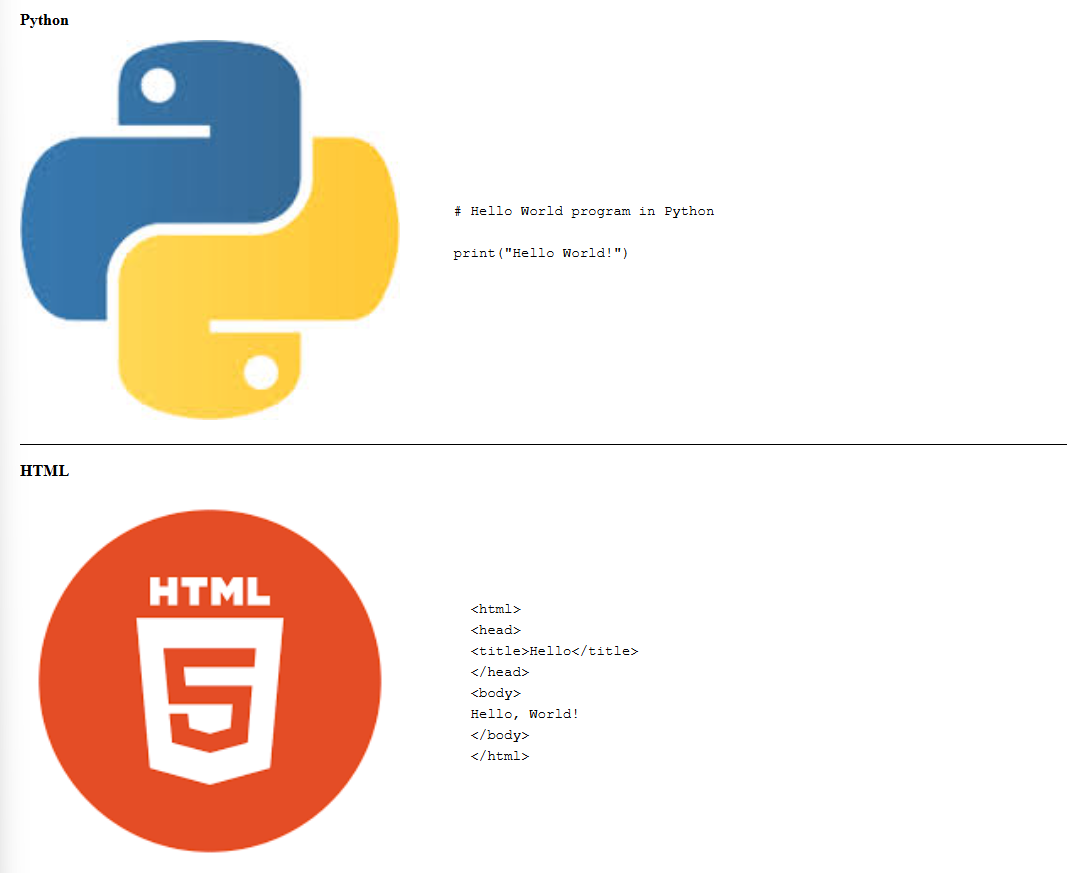 Python
# Hello World program in Python
print("Hello World!")
HTML
HTML
5
<html>
<head>
<title>Hello</title>
</head>
<body>
Hello, World!
</body>
</html>